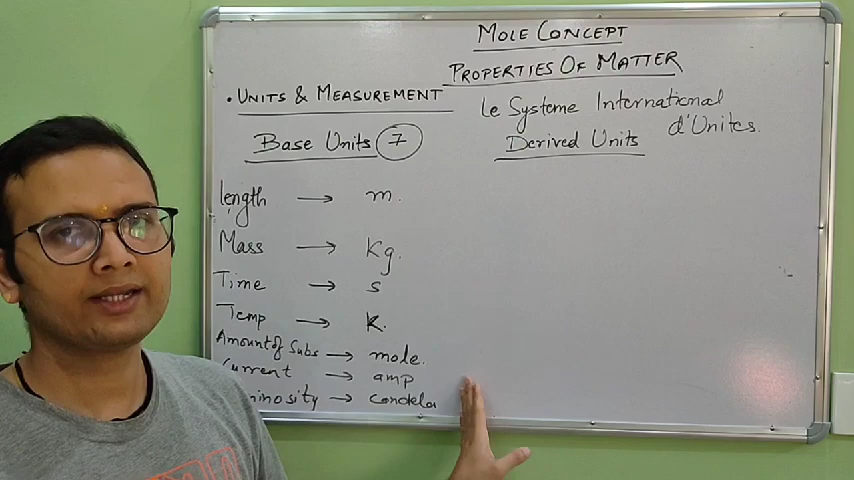 MOLE CONCEPT
PROPERTIES OF MATTER
• UNITS & MEASUREMENT
Le Systeme International
d'Unites.
Base Units 7
Derived Units
length → m.
Mass → Kg.
Time → s
Temp → K.
Amount of Subs → mole.
Current → amp
minosity → candela